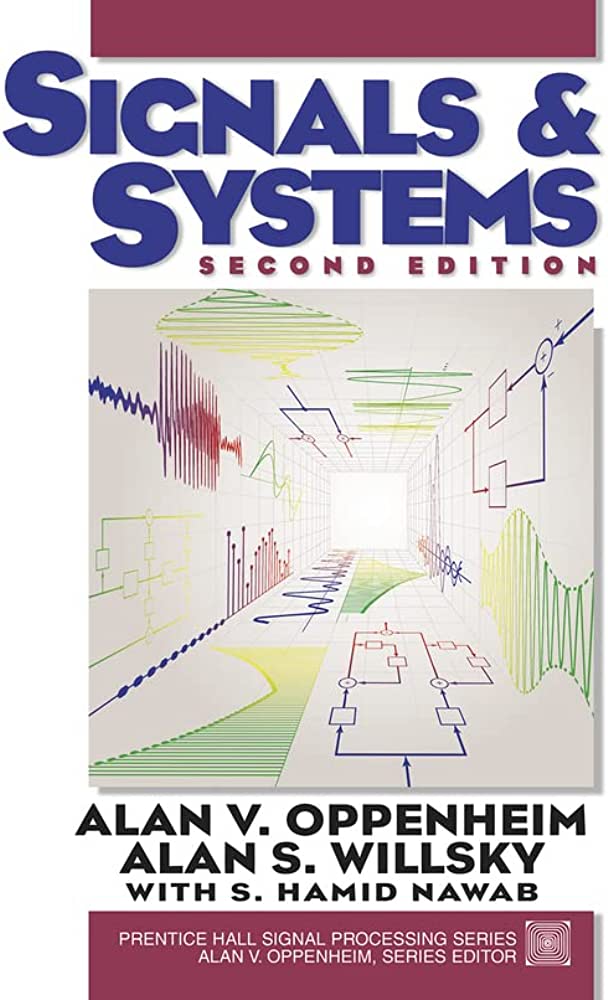 SIGNALS &
SYSTEMS
SECOND EDITION
ALAN V. OPPENHEIM
ALAN S. WILLSKY
WITH S. HAMID NAWAB
PRENTICE HALL SIGNAL PROCESSING SERIES
ALAN V. OPPENHEIM, SERIES EDITOR